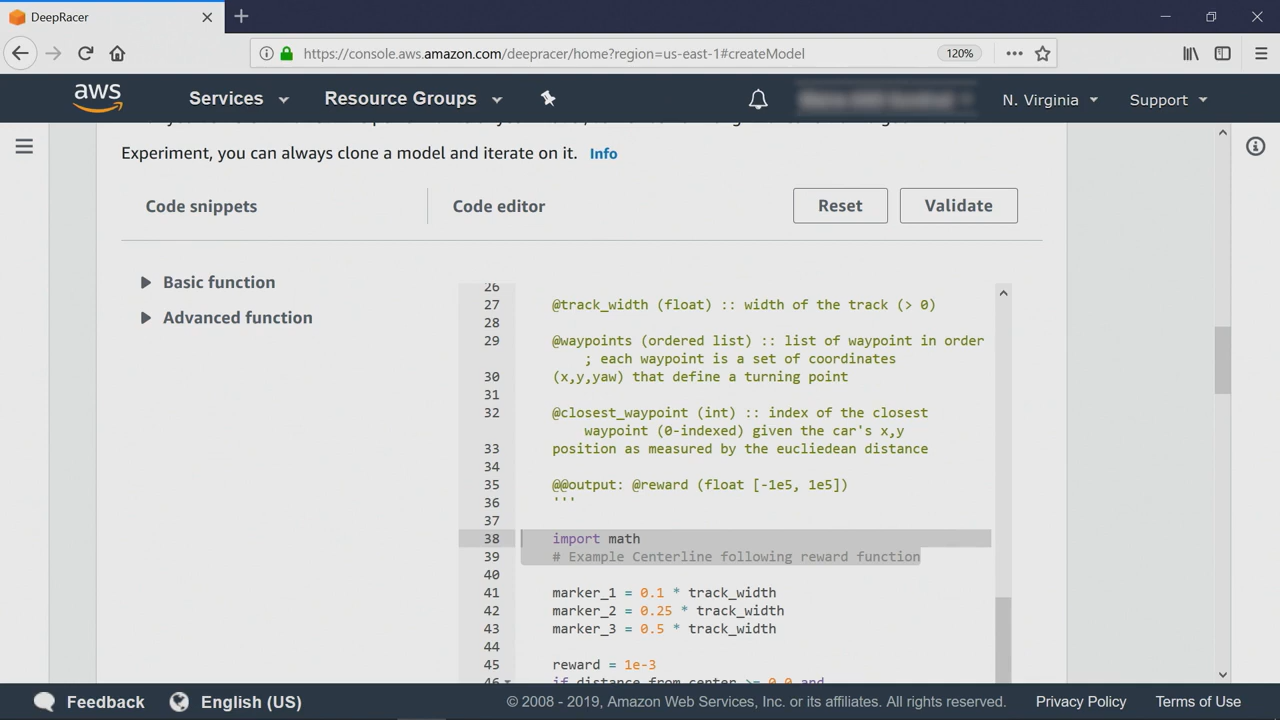 DeepRacer
https://console.aws.amazon.com/deepracer/home?region=us-east-1#createModel
120%
aws
Services
Resource Groups
N. Virginia
Support
Experiment, you can always clone a model and iterate on it. Info
Code snippets
Code editor
Reset
Validate
Basic function
Advanced function
26
27 @track_width (float) :: width of the track (> 0)
28
29 @waypoints (ordered list) :: list of waypoint in order
; each waypoint is a set of coordinates
30 (x,y,yaw) that define a turning point
31
32 @closest_waypoint (int) :: index of the closest
waypoint (0-indexed) given the car's x,y
33 position as measured by the eucliedean distance
34
35 @@output: @reward (float [-1e5, 1e5])
36 '''
37
38 import math
39 # Example Centerline following reward function
40
41 marker_1 = 0.1 * track_width
42 marker_2 = 0.25 * track_width
43 marker_3 = 0.5 * track_width
44
45 reward = 1e-3
46 if distance_from_center >= 0.0 and
Feedback
English (US)
© 2008 - 2019, Amazon Web Services, Inc. or its affiliates. All rights reserved.
Privacy Policy
Terms of Use